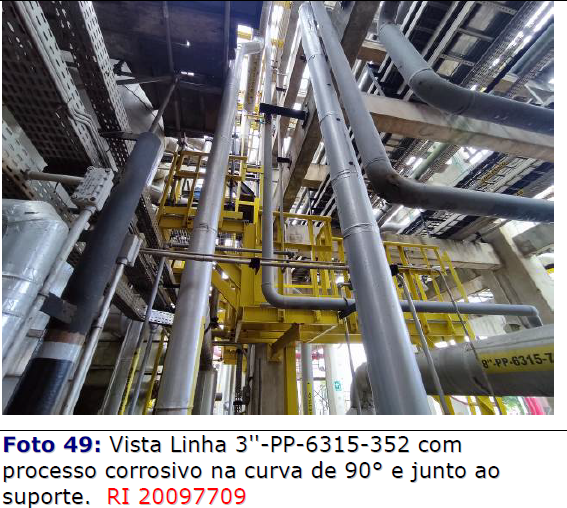 8"-PP-6315-7
Foto 49: Vista Linha 3''-PP-6315-352 com
processo corrosivo na curva de 90° e junto ao
suporte. RI 20097709